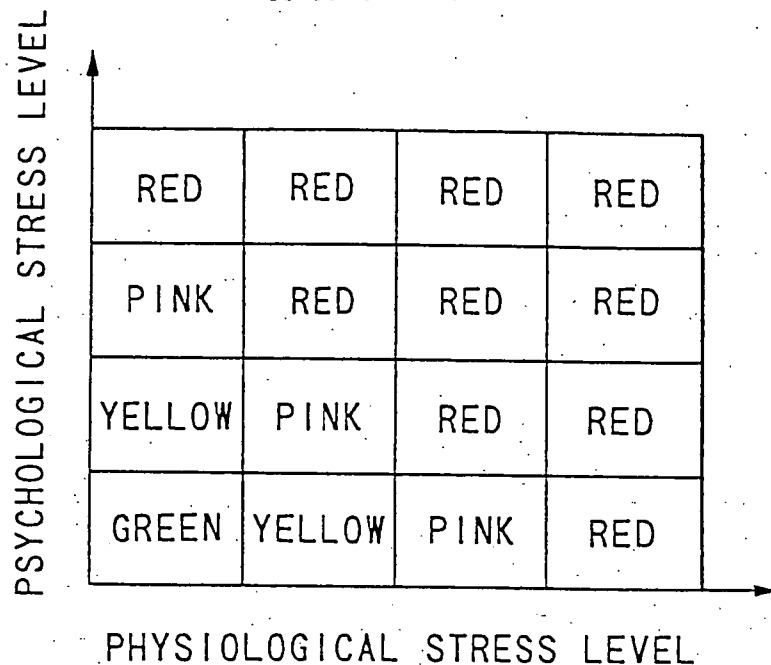 PSYCHOLOGICAL STRESS LEVEL
RED RED RED RED
PINK RED RED RED
YELLOW PINK RED RED
GREEN YELLOW PINK RED
PHYSIOLOGICAL STRESS LEVEL